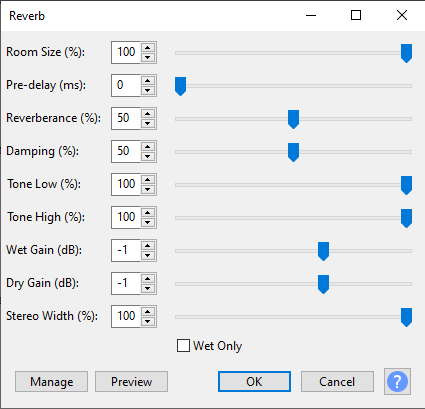 Reverb
Room Size (%): 100
Pre-delay (ms): 0
Reverberance (%): 50
Damping (%): 50
Tone Low (%): 100
Tone High (%): 100
Wet Gain (dB): -1
Dry Gain (dB): -1
Stereo Width (%): 100
Wet Only
Manage Preview OK Cancel ?